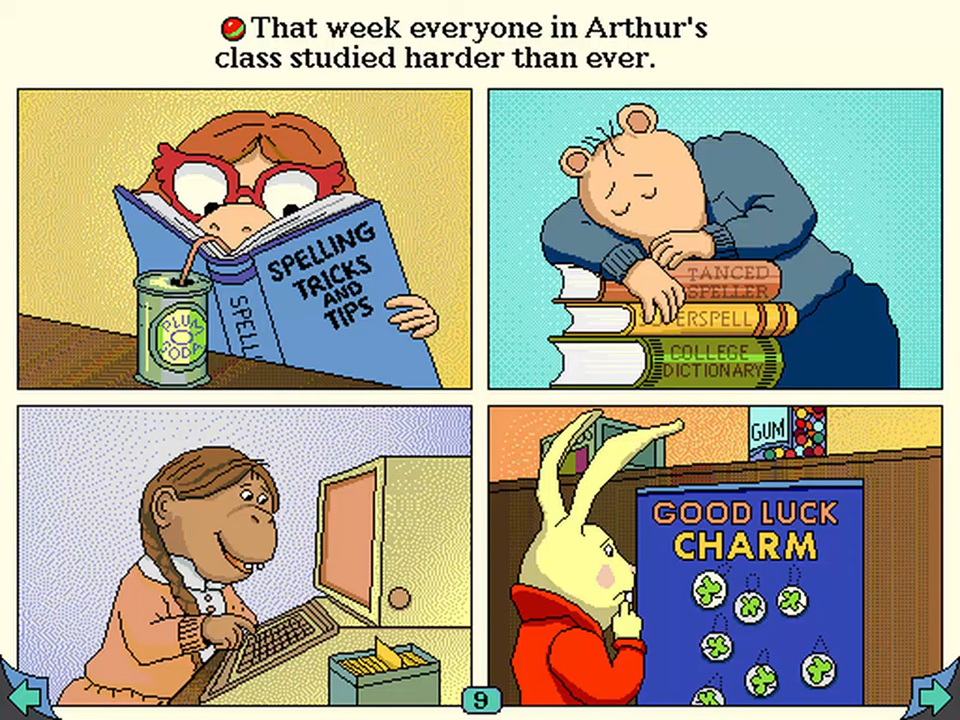 That week everyone in Arthur's
class studied harder than ever.
SPELLING
TRICKS
AND
TIPS
SPELL
PLUM
SODA
TANCED
SPELLER
ERSPELL
COLLEGE
DICTIONARY
GUM
GOOD LUCK
CHARM
9